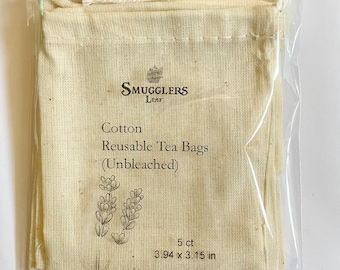 SMUGGLERS
LEAF
Cotton
Reusable Tea Bags
(Unbleached)
5 ct
3.94 x 3.15 in